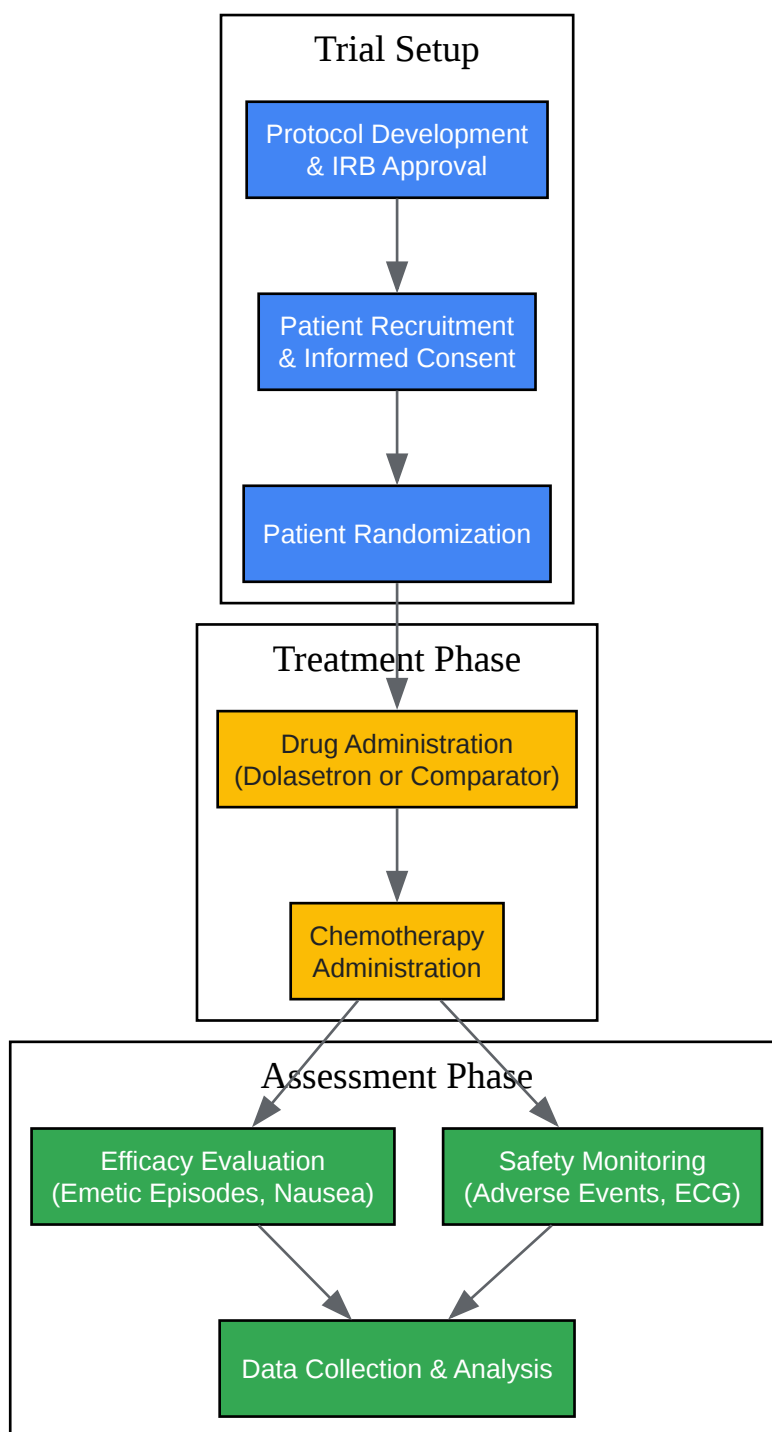 Trial Setup
Protocol Development
& IRB Approval
Patient Recruitment
& Informed Consent
Patient Randomization
Treatment Phase
Drug Administration
(Dolasetron or Comparator)
Chemotherapy
Administration
Assessment Phase
Efficacy Evaluation
(Emetic Episodes, Nausea)
Safety Monitoring
(Adverse Events, ECG)
Data Collection & Analysis